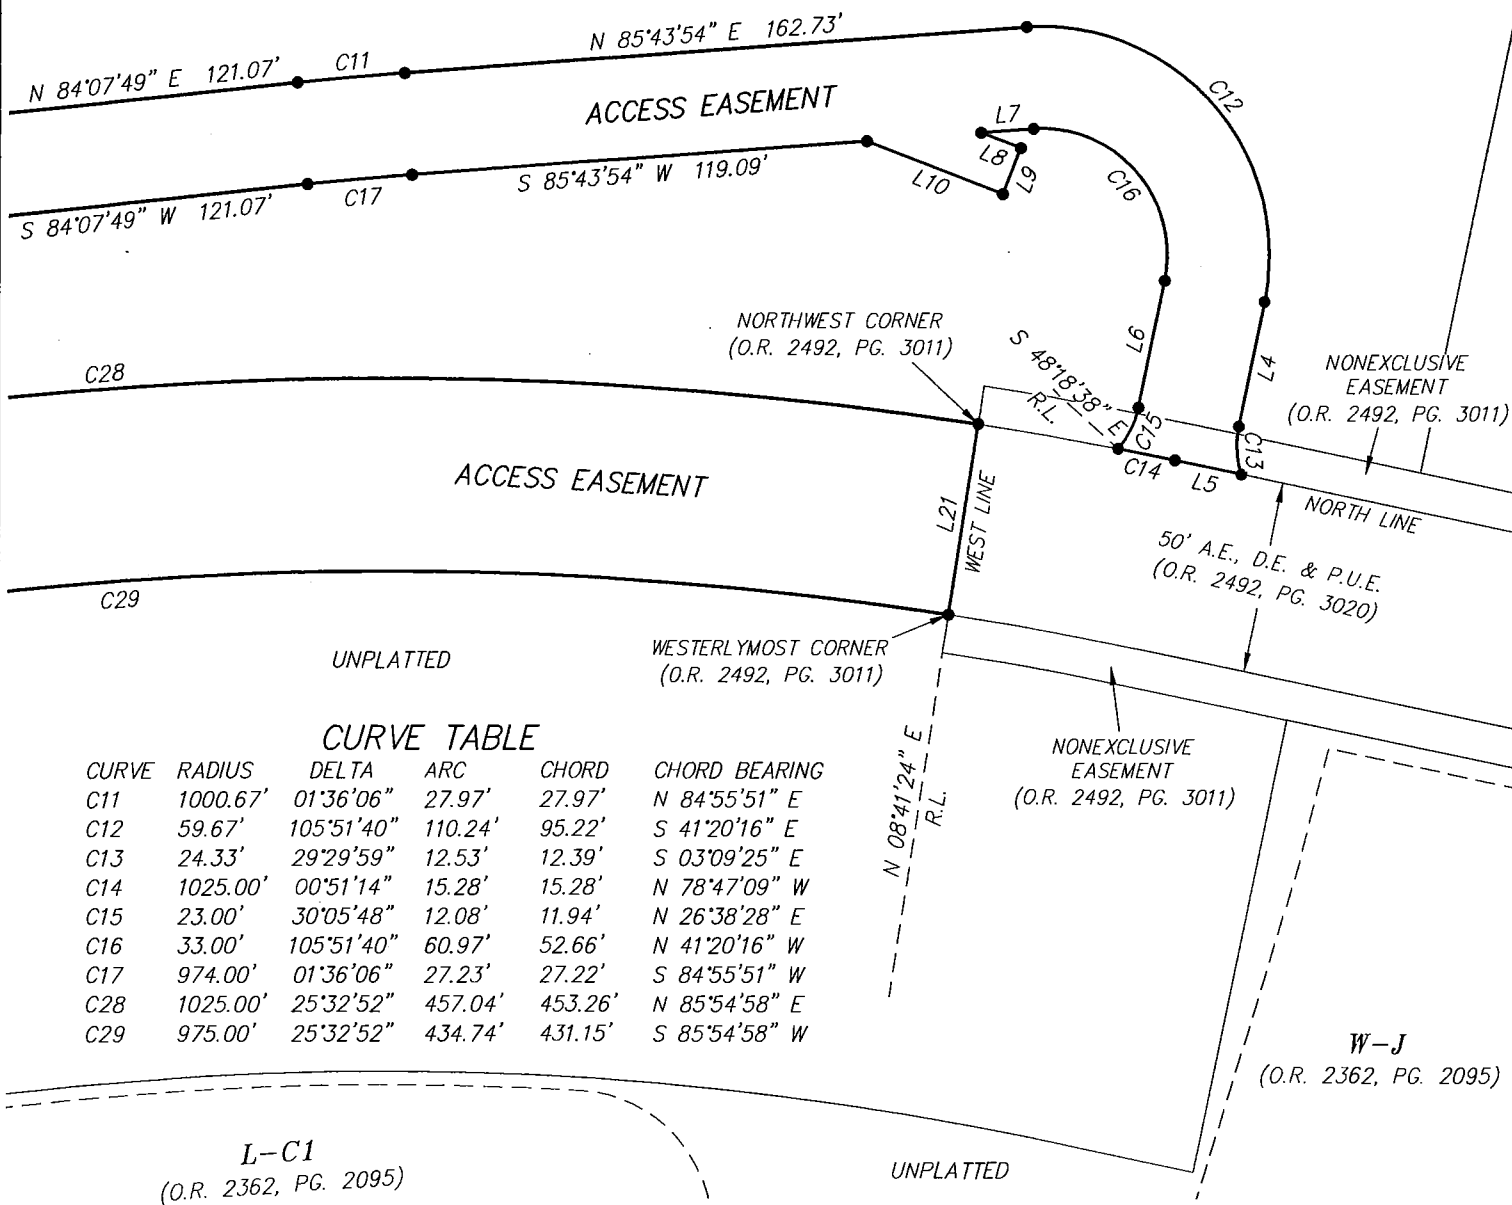 N 84°07'49" E 121.07'
C11
N 85°43'54" E 162.73'
C12
ACCESS EASEMENT
L7
L8
L9
L10
C16
S 84°07'49" W 121.07'
C17
S 85°43'54" W 119.09'
NORTHWEST CORNER
(O.R. 2492, PG. 3011)
S 48°18'38" E
R.L.
L6
L4
NONEXCLUSIVE
EASEMENT
(O.R. 2492, PG. 3011)
C28
C15
C13
C14
L5
NORTH LINE
ACCESS EASEMENT
L21
WEST LINE
50' A.E., D.E. & P.U.E.
(O.R. 2492, PG. 3020)
C29
UNPLATTED
WESTERLYMOST CORNER
(O.R. 2492, PG. 3011)
N 08°41'24" E
R.L.
NONEXCLUSIVE
EASEMENT
(O.R. 2492, PG. 3011)
CURVE TABLE
CURVE RADIUS DELTA ARC CHORD CHORD BEARING
C11 1000.67' 01°36'06" 27.97' 27.97' N 84°55'51" E
C12 59.67' 105°51'40" 110.24' 95.22' S 41°20'16" E
C13 24.33' 29°29'59" 12.53' 12.39' S 03°09'25" E
C14 1025.00' 00°51'14" 15.28' 15.28' N 78°47'09" W
C15 23.00' 30°05'48" 12.08' 11.94' N 26°38'28" E
C16 33.00' 105°51'40" 60.97' 52.66' N 41°20'16" W
C17 974.00' 01°36'06" 27.23' 27.22' S 84°55'51" W
C28 1025.00' 25°32'52" 457.04' 453.26' N 85°54'58" E
C29 975.00' 25°32'52" 434.74' 431.15' S 85°54'58" W
W-J
(O.R. 2362, PG. 2095)
L-C1
(O.R. 2362, PG. 2095)
UNPLATTED